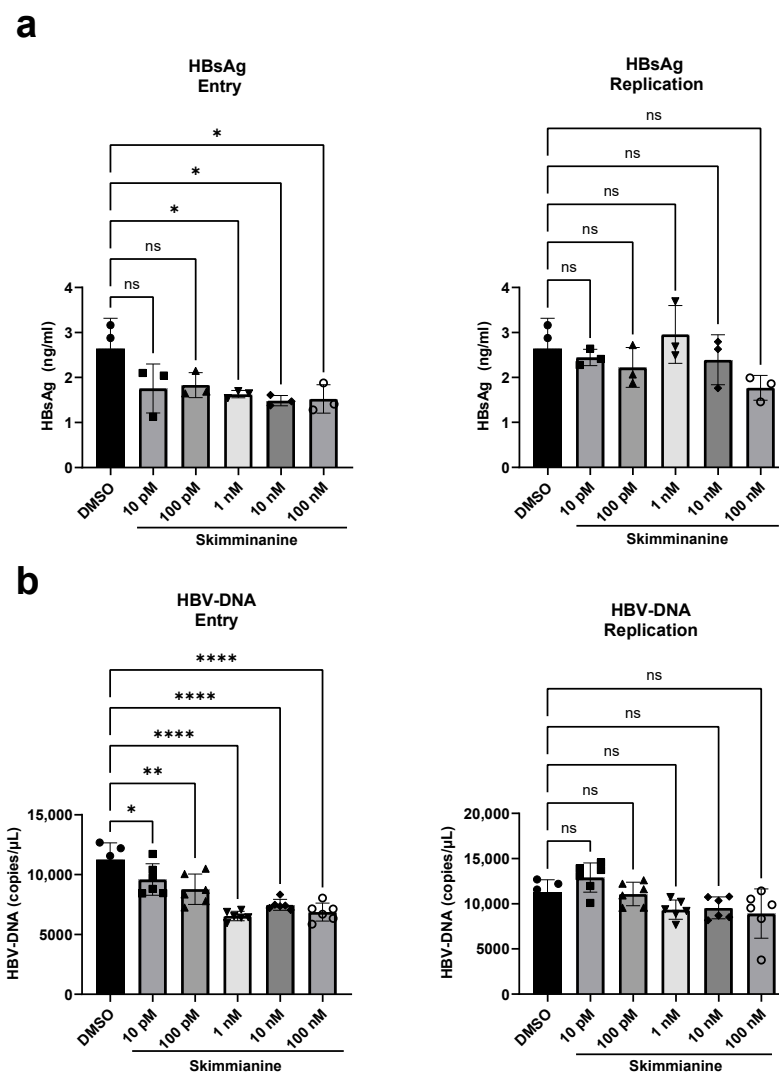 a
HBsAg
Entry
*
*
*
ns
ns
4
3
2
1
0
HBsAg (ng/ml)
DMSO
10 pM
100 pM
1 nM
10 nM
100 nM
Skimminanine
HBsAg
Replication
ns
ns
ns
ns
ns
4
3
2
1
0
HBsAg (ng/ml)
DMSO
10 pM
100 pM
1 nM
10 nM
100 nM
Skimminanine
b
HBV-DNA
Entry
****
****
****
**
*
15,000
10,000
5000
0
HBV-DNA (copies/μL)
DMSO
10 pM
100 pM
1 nM
10 nM
100 nM
Skimmianine
HBV-DNA
Replication
ns
ns
ns
ns
ns
20,000
15,000
10,000
5000
0
HBV-DNA (copies/μL)
DMSO
10 pM
100 pM
1 nM
10 nM
100 nM
Skimmianine